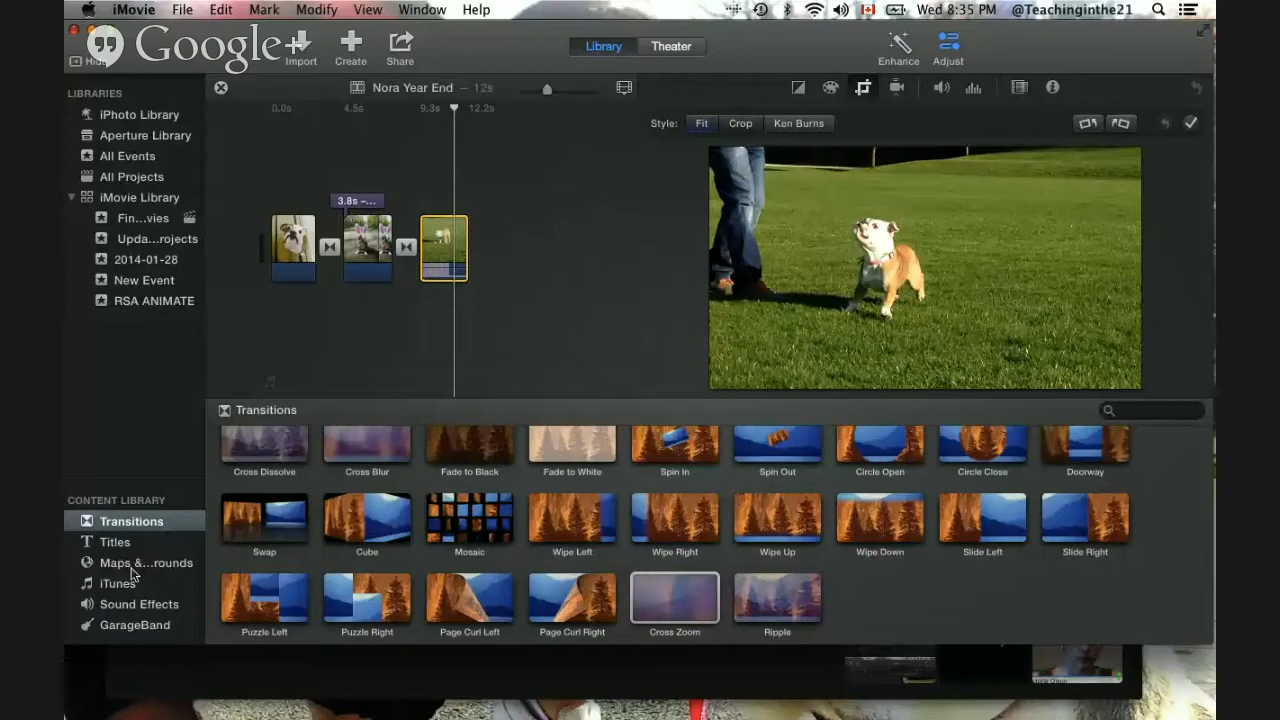 iMovie File Edit Mark Modify View Window Help Wed 8:35 PM @Teachinginthe21
Google+
Hide Import Create Share Library Theater Enhance Adjust
LIBRARIES
iPhoto Library
Aperture Library
All Events
All Projects
iMovie Library
Fin...vies
Upda...rojects
2014-01-28
New Event
RSA ANIMATE
Nora Year End — 12s
0.0s 4.5s 9.3s 12.2s
3.8s –...
Style: Fit Crop Ken Burns
CONTENT LIBRARY
Transitions
Titles
Maps &...rounds
iTunes
Sound Effects
GarageBand
Transitions
Cross Dissolve Cross Blur Fade to Black Fade to White Spin In Spin Out Circle Open Circle Close Doorway
Swap Cube Mosaic Wipe Left Wipe Right Wipe Up Wipe Down Slide Left Slide Right
Puzzle Left Puzzle Right Page Curl Left Page Curl Right Cross Zoom Ripple